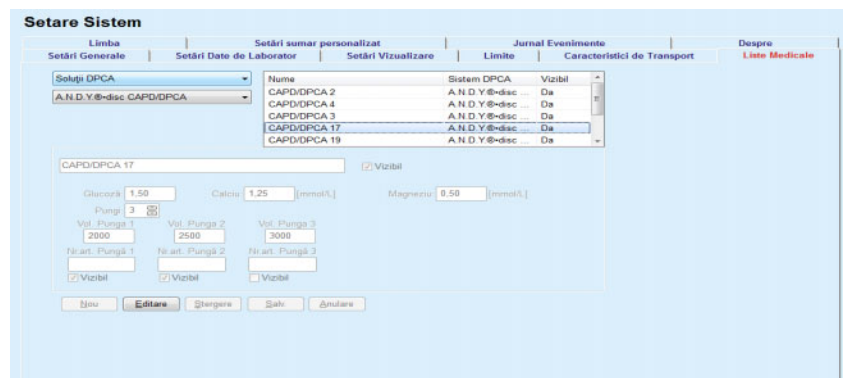 Setare Sistem
Limba | Setări sumar personalizat | Jurnal Evenimente | Despre
Setări Generale | Setări Date de Laborator | Setări Vizualizare | Limite | Caracteristici de Transport | Liste Medicale
Soluţii DPCA
A.N.D.Y.®•disc CAPD/DPCA
Nume Sistem DPCA Vizibil
CAPD/DPCA 2 A.N.D.Y.®•disc ... Da
CAPD/DPCA 4 A.N.D.Y.®•disc ... Da
CAPD/DPCA 3 A.N.D.Y.®•disc ... Da
CAPD/DPCA 17 A.N.D.Y.®•disc ... Da
CAPD/DPCA 19 A.N.D.Y.®•disc ... Da
CAPD/DPCA 17 Vizibil
Glucoză 1,50 Calciu 1,25 [mmol/L] Magneziu 0,50 [mmol/L]
Pungi 3
Vol. Punga 1 Vol. Punga 2 Vol. Punga 3
2000 2500 3000
Nr.art. Pungă 1 Nr.art. Pungă 2 Nr.art. Pungă 3
Vizibil Vizibil Vizibil
Nou Editare Ştergere Salv. Anulare